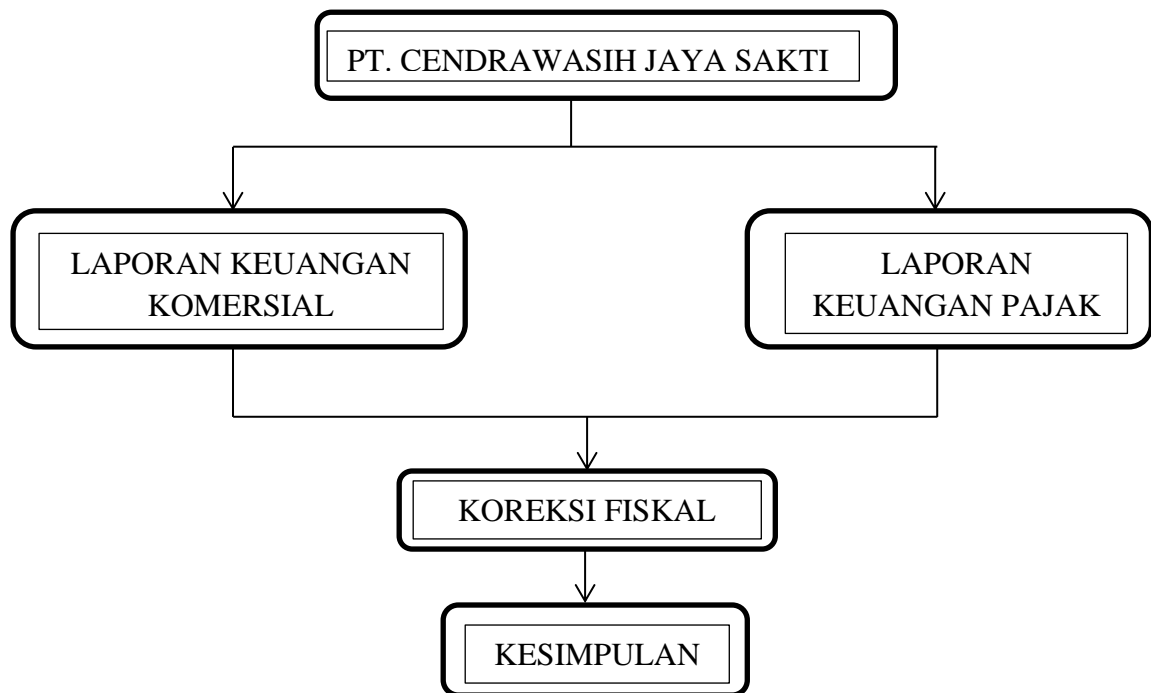 PT. CENDRAWASIH JAYA SAKTI
LAPORAN KEUANGAN
KOMERSIAL
LAPORAN
KEUANGAN PAJAK
KOREKSI FISKAL
KESIMPULAN